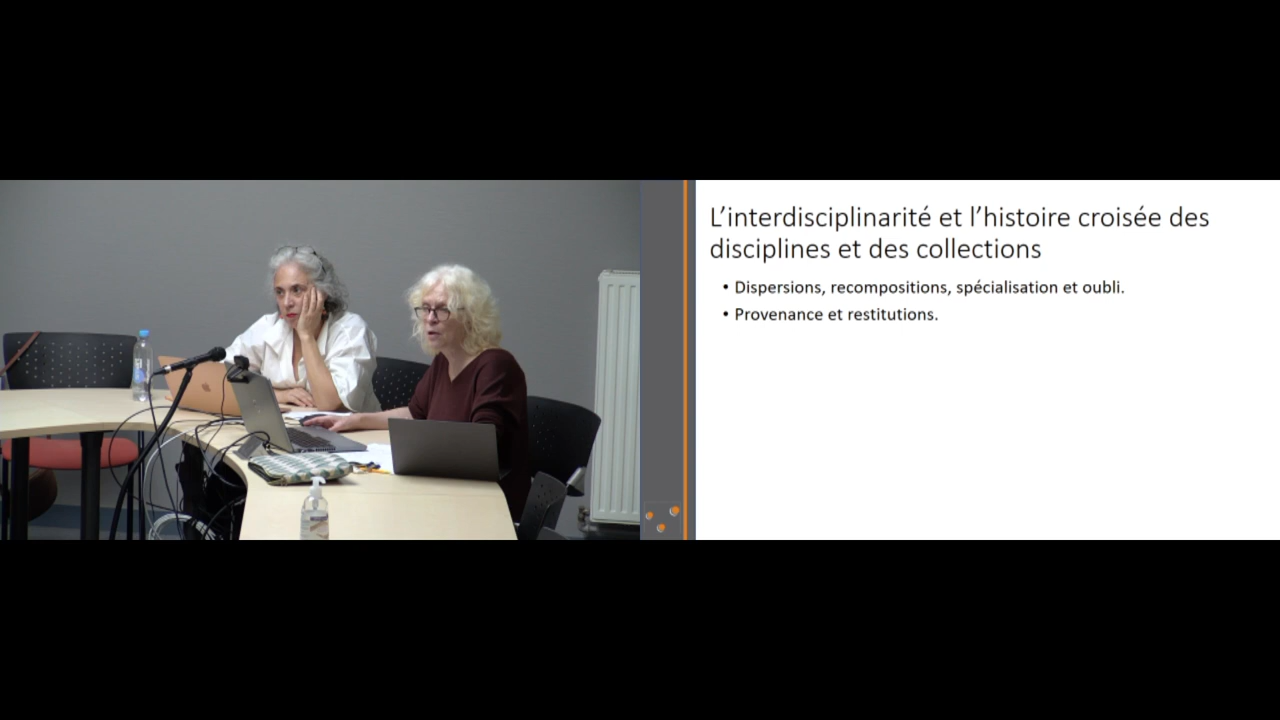 L’interdisciplinarité et l’histoire croisée des
disciplines et des collections
• Dispersions, recompositions, spécialisation et oubli.
• Provenance et restitutions.